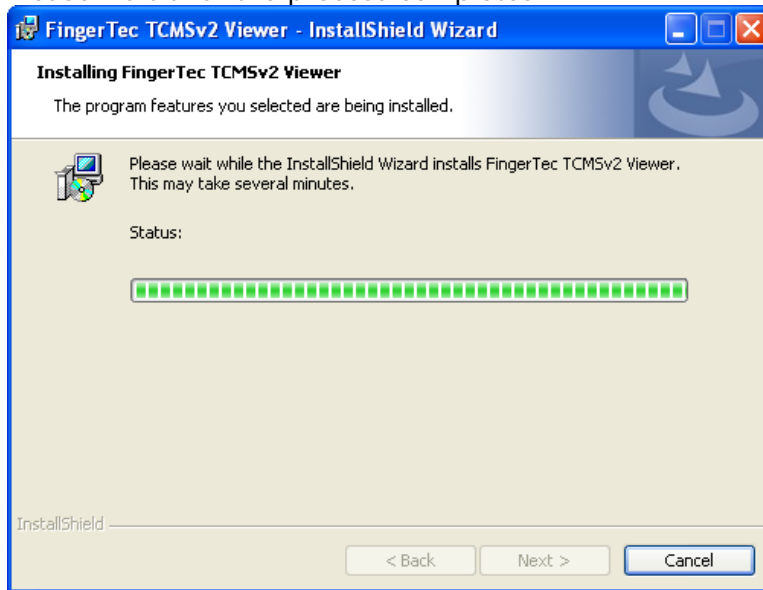 FingerTec TCMSv2 Viewer - InstallShield Wizard
Installing FingerTec TCMSv2 Viewer
The program features you selected are being installed.
Please wait while the InstallShield Wizard installs FingerTec TCMSv2 Viewer.
This may take several minutes.
Status:
InstallShield
< Back Next > Cancel